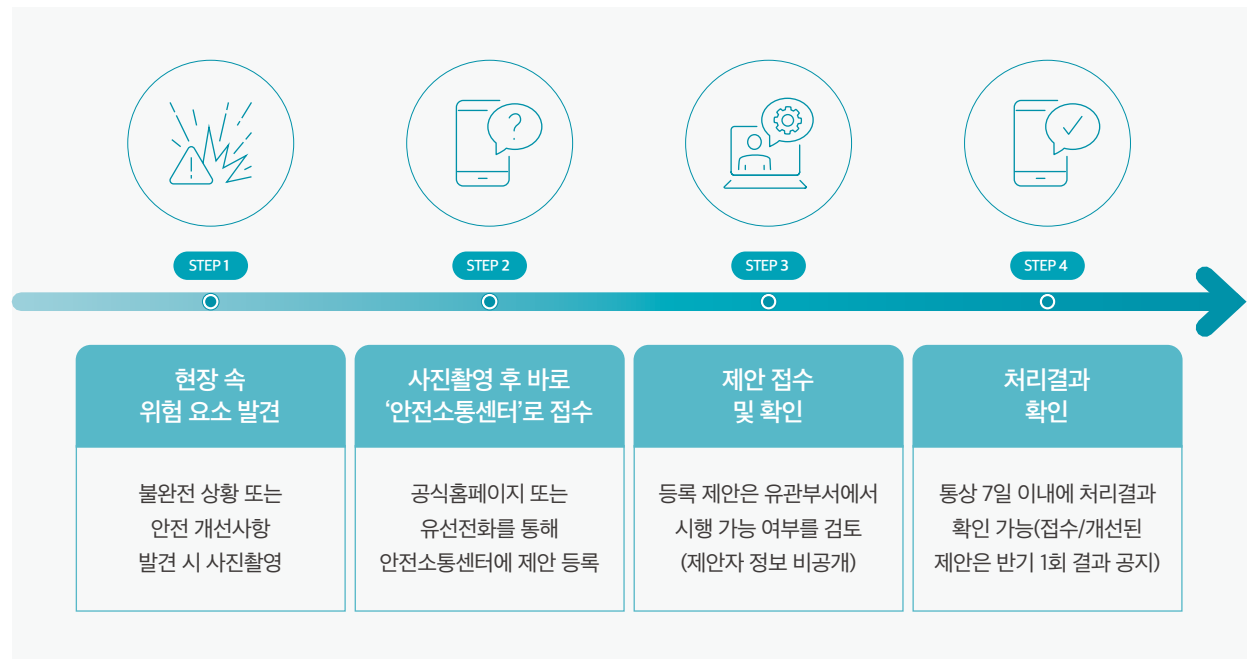 STEP 1
STEP 2
STEP 3
STEP 4
현장 속
위험 요소 발견
불완전 상황 또는
안전 개선사항
발견 시 사진촬영
사진촬영 후 바로
‘안전소통센터’로 접수
공식홈페이지 또는
유선전화를 통해
안전소통센터에 제안 등록
제안 접수
및 확인
등록 제안은 유관부서에서
시행 가능 여부를 검토
(제안자 정보 비공개)
처리결과
확인
통상 7일 이내에 처리결과
확인 가능(접수/개선된
제안은 반기 1회 결과 공지)